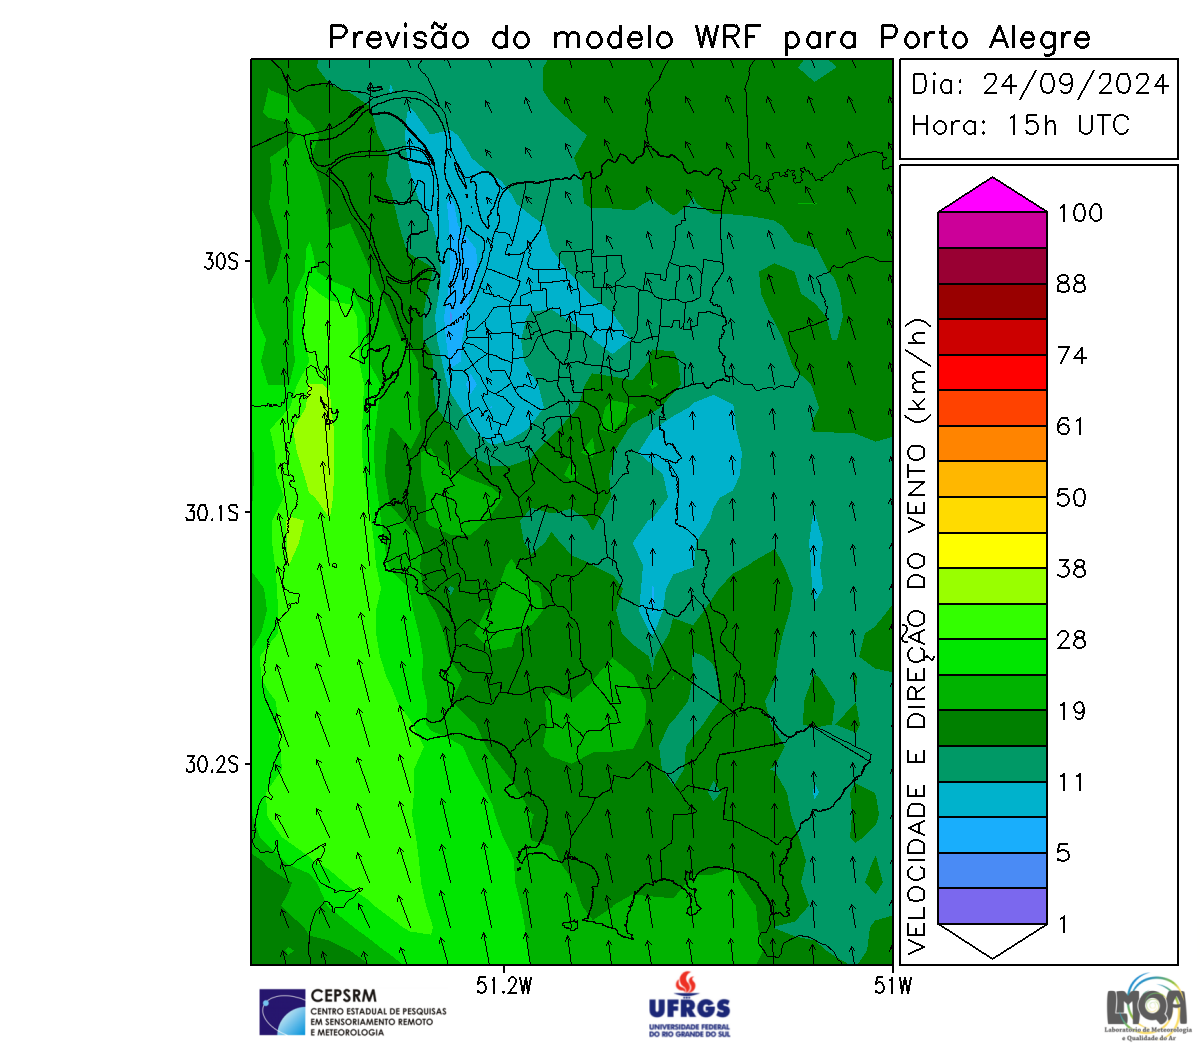 Previsão do modelo WRF para Porto Alegre
Dia: 24/09/2024
Hora: 15h UTC
30S
30.1S
30.2S
51.2W
51W
VELOCIDADE E DIREÇÃO DO VENTO (km/h)
100
88
74
61
50
38
28
19
11
5
1
CEPSRM
CENTRO ESTADUAL DE PESQUISAS
EM SENSORIAMENTO REMOTO
E METEOROLOGIA
UFRGS
UNIVERSIDADE FEDERAL
DO RIO GRANDE DO SUL
LMQA
Laboratório de Meteorologia
e Qualidade do Ar